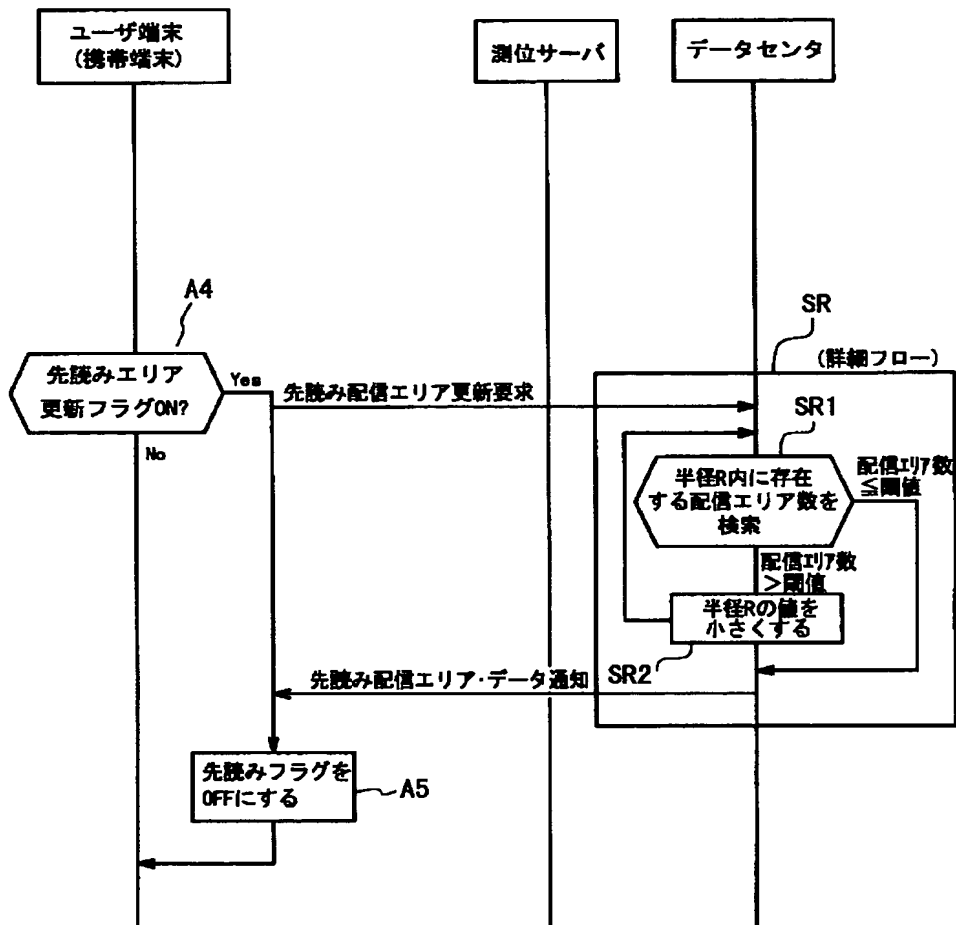 ユーザ端末
(携帯端末)
測位サーバ
データセンタ
A4
SR
(詳細フロー)
先読みエリア
更新フラグON?
Yes
先読み配信エリア更新要求
SR1
No
半径R内に存在
する配信エリア数を
検索
配信エリア数
≦閾値
配信エリア数
＞閾値
半径Rの値を
小さくする
SR2
先読み配信エリア・データ通知
先読みフラグを
OFFにする
A5